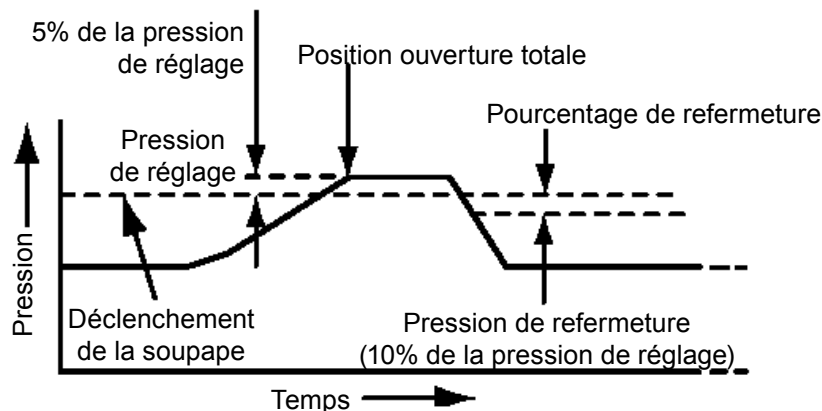 5% de la pression
de réglage
Position ouverture totale
Pourcentage de refermeture
Pression
de réglage
Pression
Déclenchement
de la soupape
Pression de refermeture
(10% de la pression de réglage)
Temps